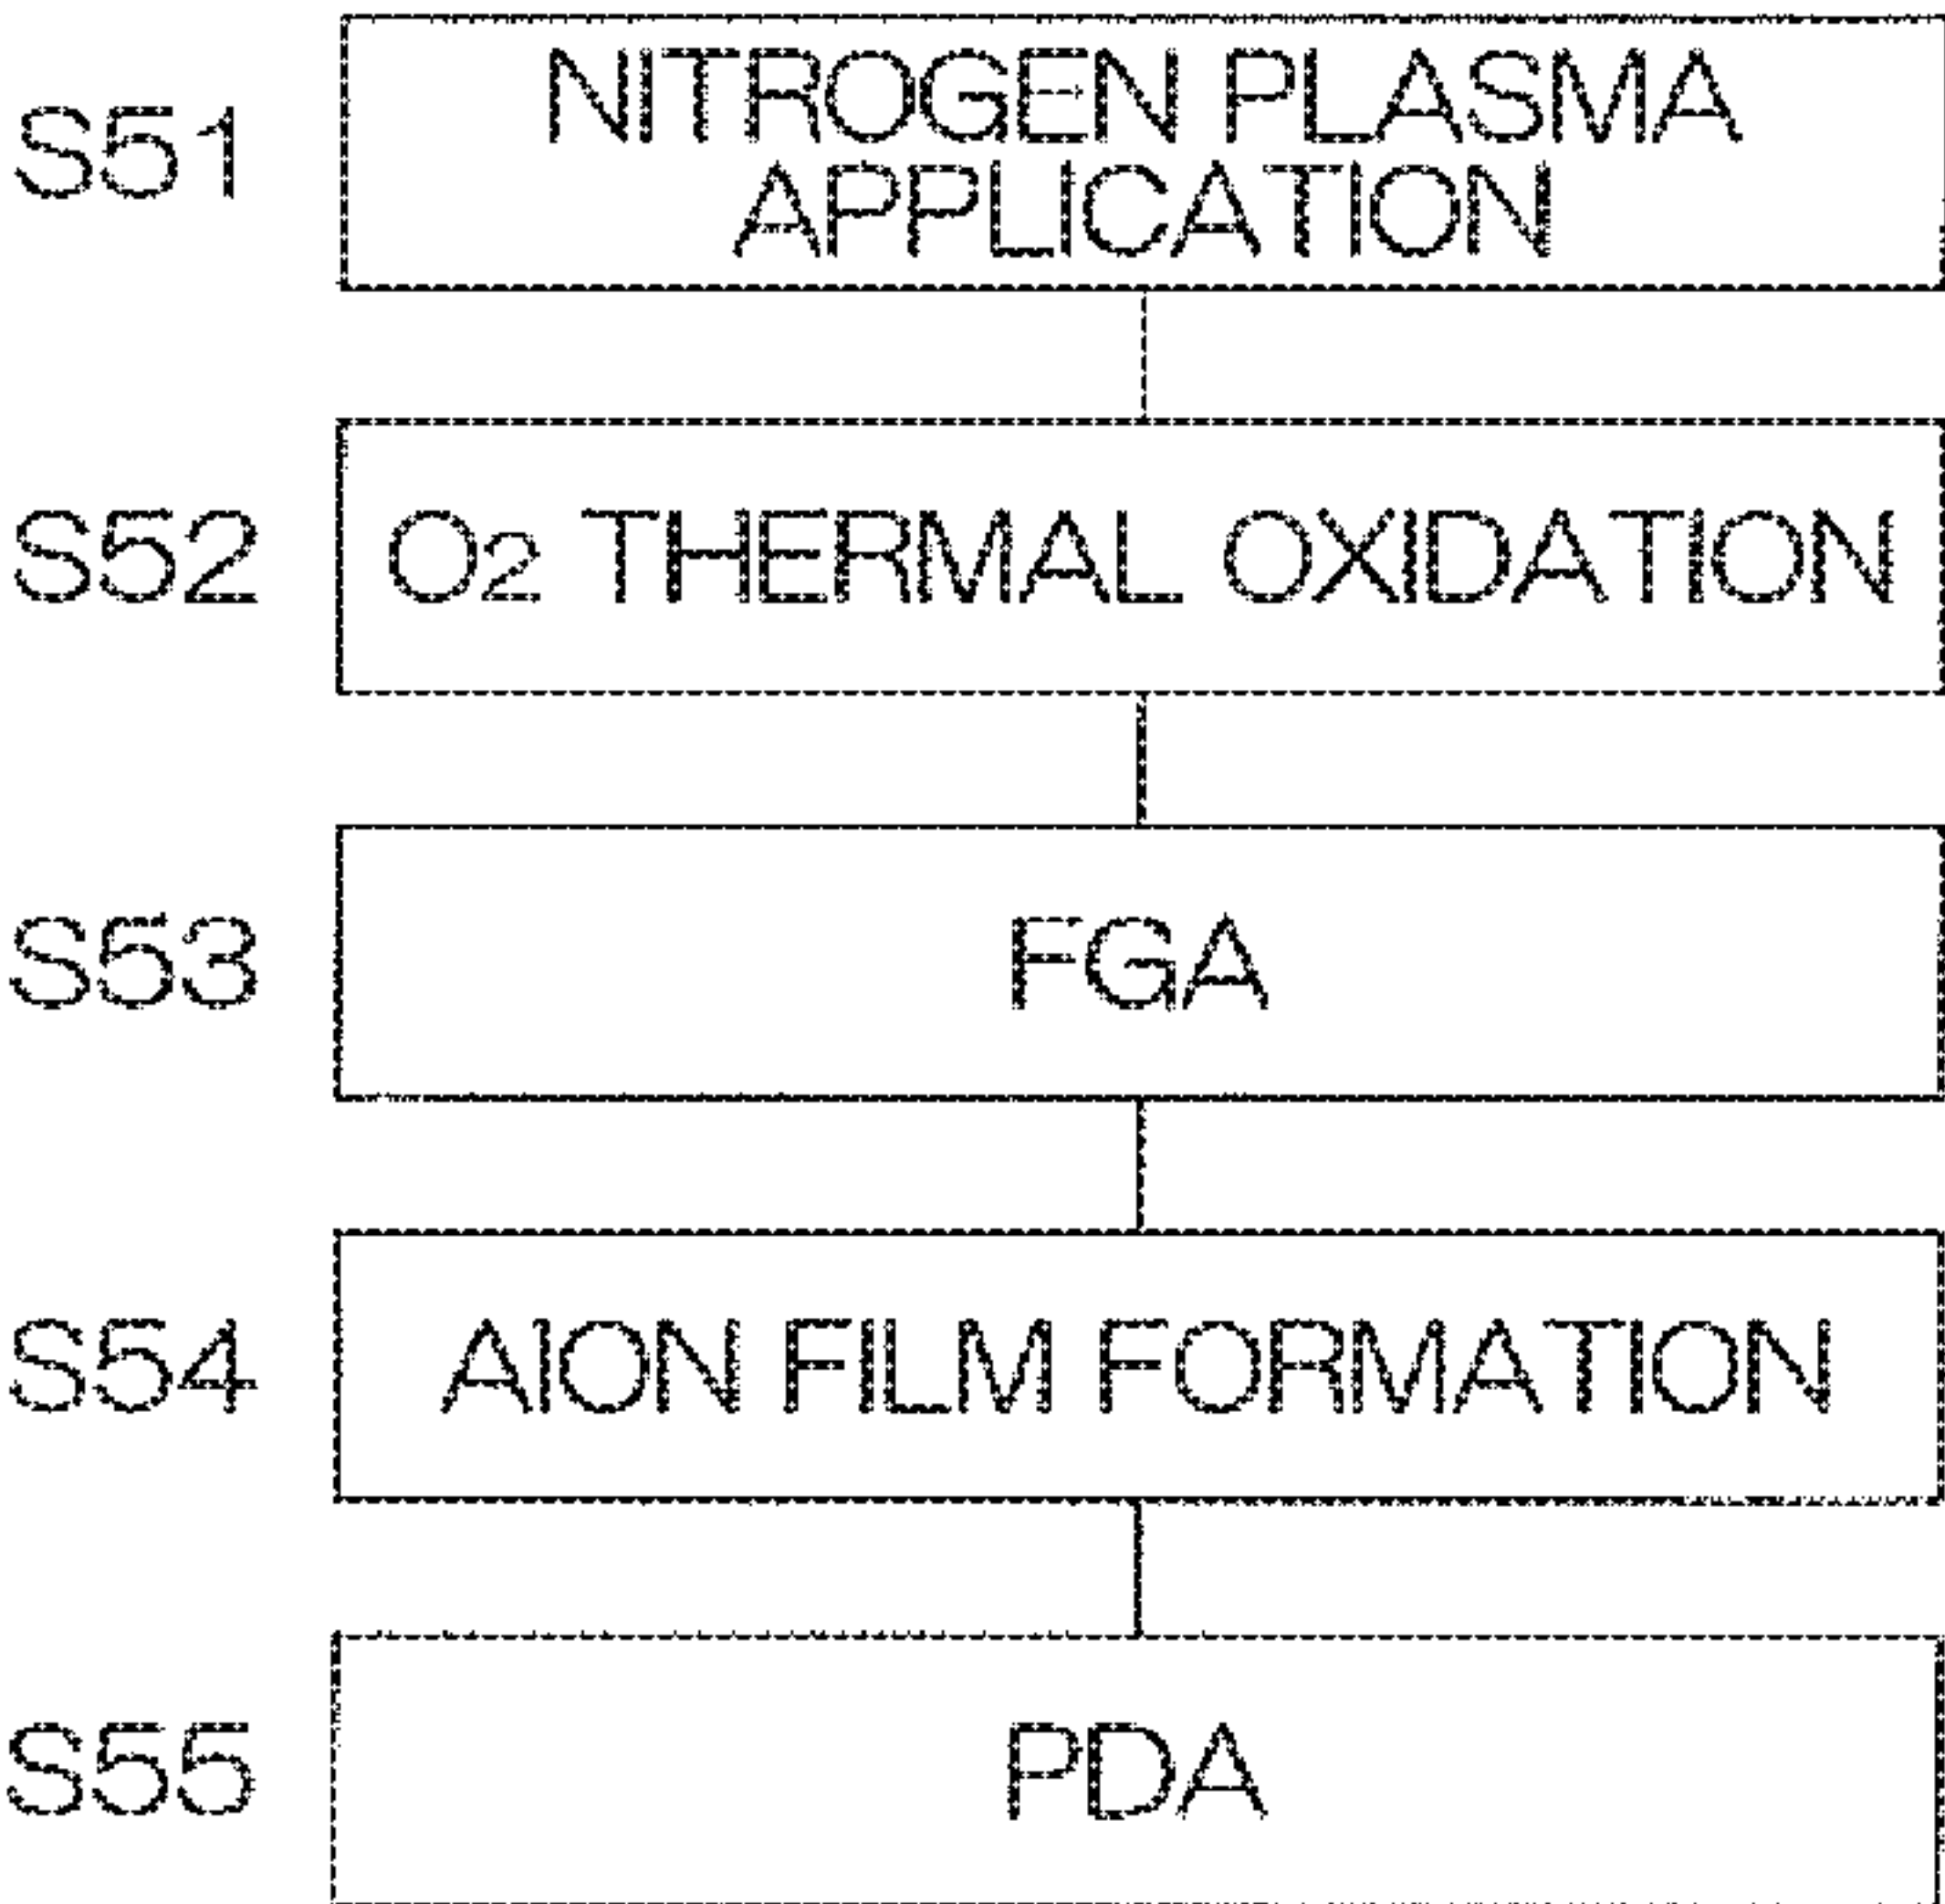 S51 NITROGEN PLASMA
APPLICATION
S52 O2 THERMAL OXIDATION
S53 FGA
S54 AlON FILM FORMATION
S55 PDA